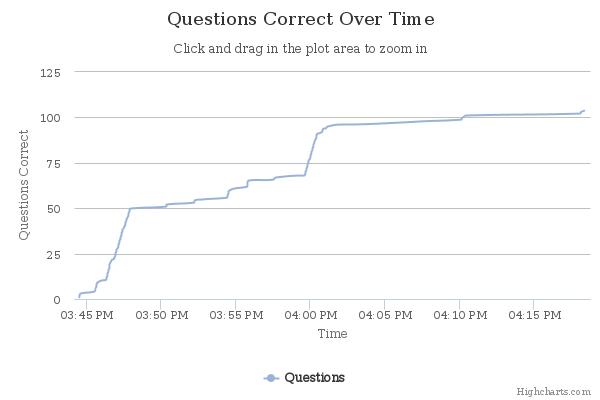 Questions Correct Over Time
Click and drag in the plot area to zoom in
Questions Correct
125
100
75
50
25
0
03:45 PM 03:50 PM 03:55 PM 04:00 PM 04:05 PM 04:10 PM 04:15 PM
Time
Questions
Highcharts.com